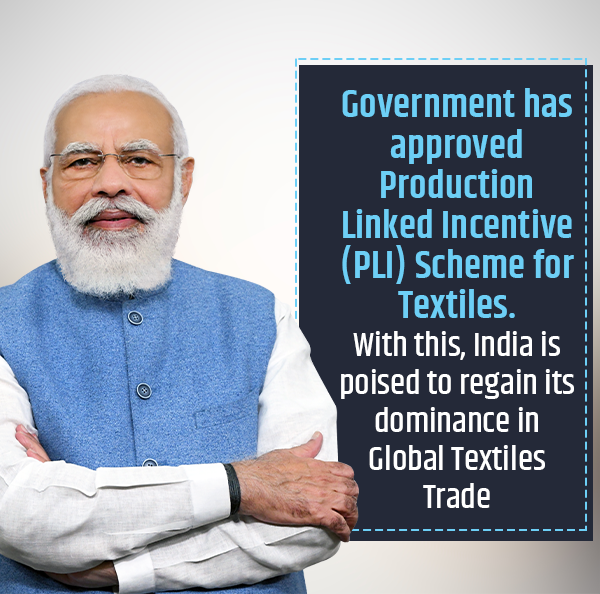 Government has
approved
Production
Linked Incentive
(PLI) Scheme for
Textiles.
With this, India is
poised to regain its
dominance in
Global Textiles
Trade